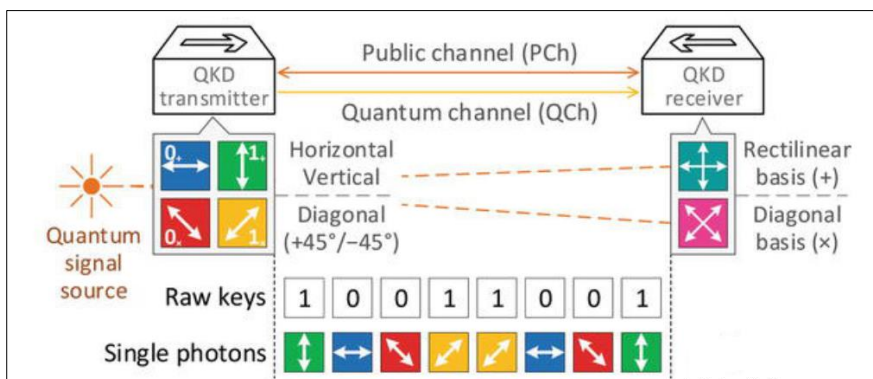 Public channel (PCh)
QKD
transmitter
QKD
receiver
Quantum channel (QCh)
0+
1+
Horizontal
Vertical
Rectilinear
basis (+)
0×
1×
Diagonal
(+45°/−45°)
Diagonal
basis (×)
Quantum
signal
source
Raw keys 1 0 0 1 1 0 0 1
Single photons